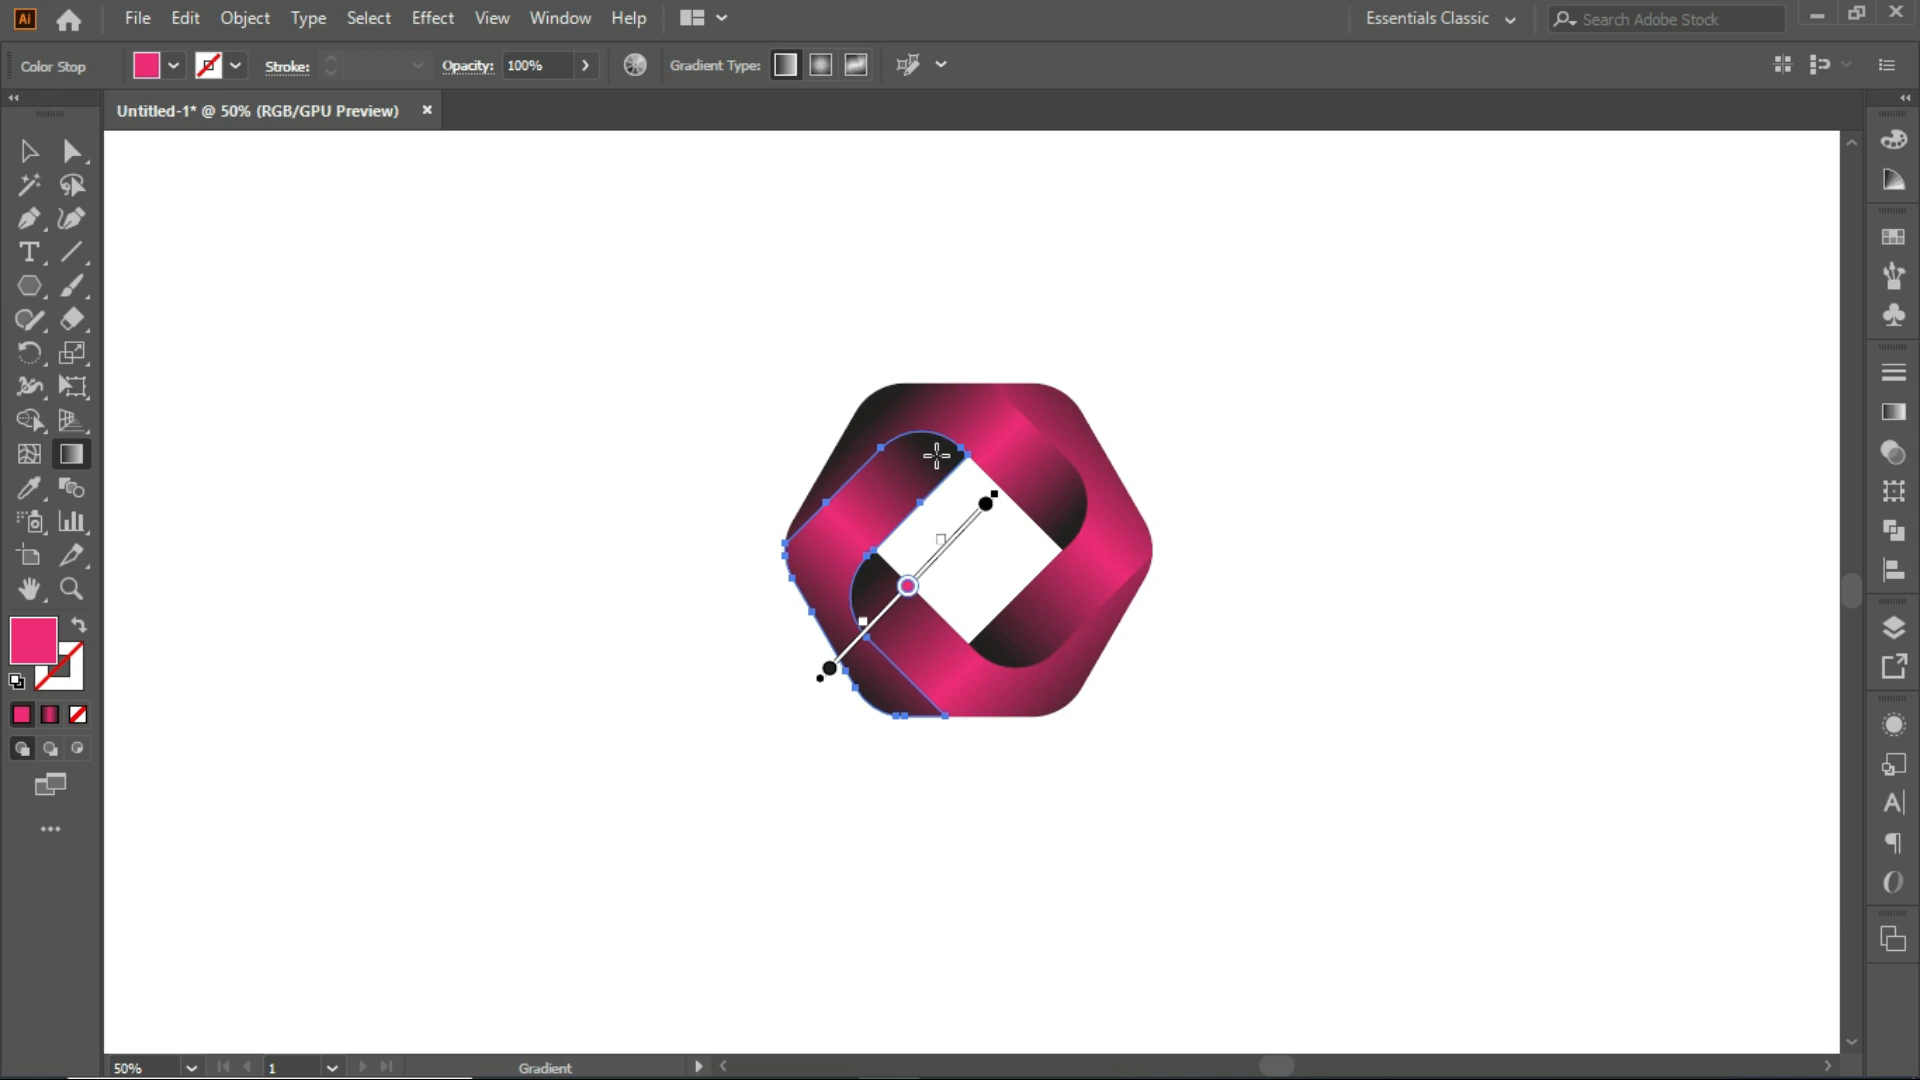 Ai File Edit Object Type Select Effect View Window Help Essentials Classic Search Adobe Stock
Color Stop Stroke: Opacity: 100% Gradient Type:
Untitled-1* @ 50% (RGB/GPU Preview)
50% 1 Gradient